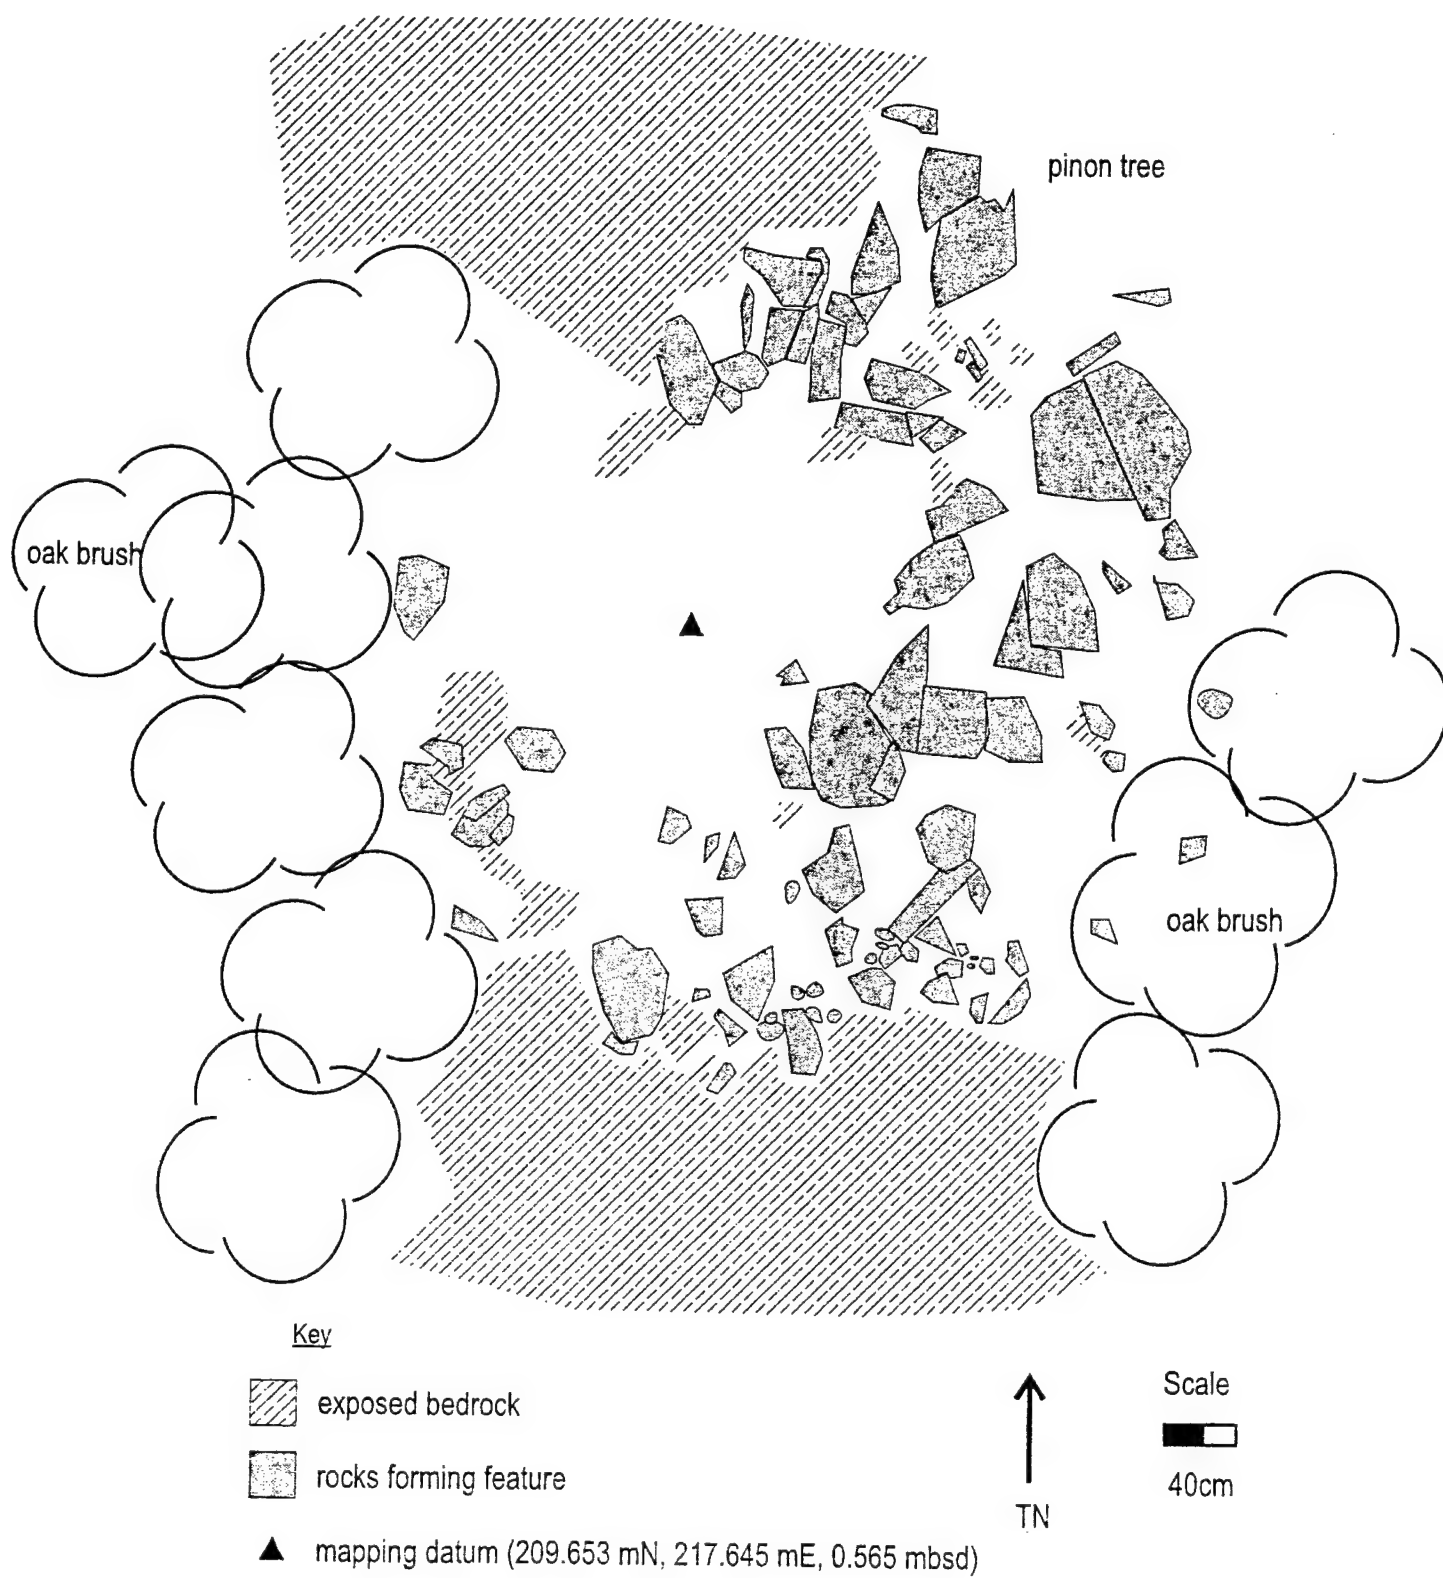 pinon tree
oak brush
oak brush
Key
exposed bedrock
rocks forming feature
mapping datum (209.653 mN, 217.645 mE, 0.565 mbsd)
TN
Scale
40cm